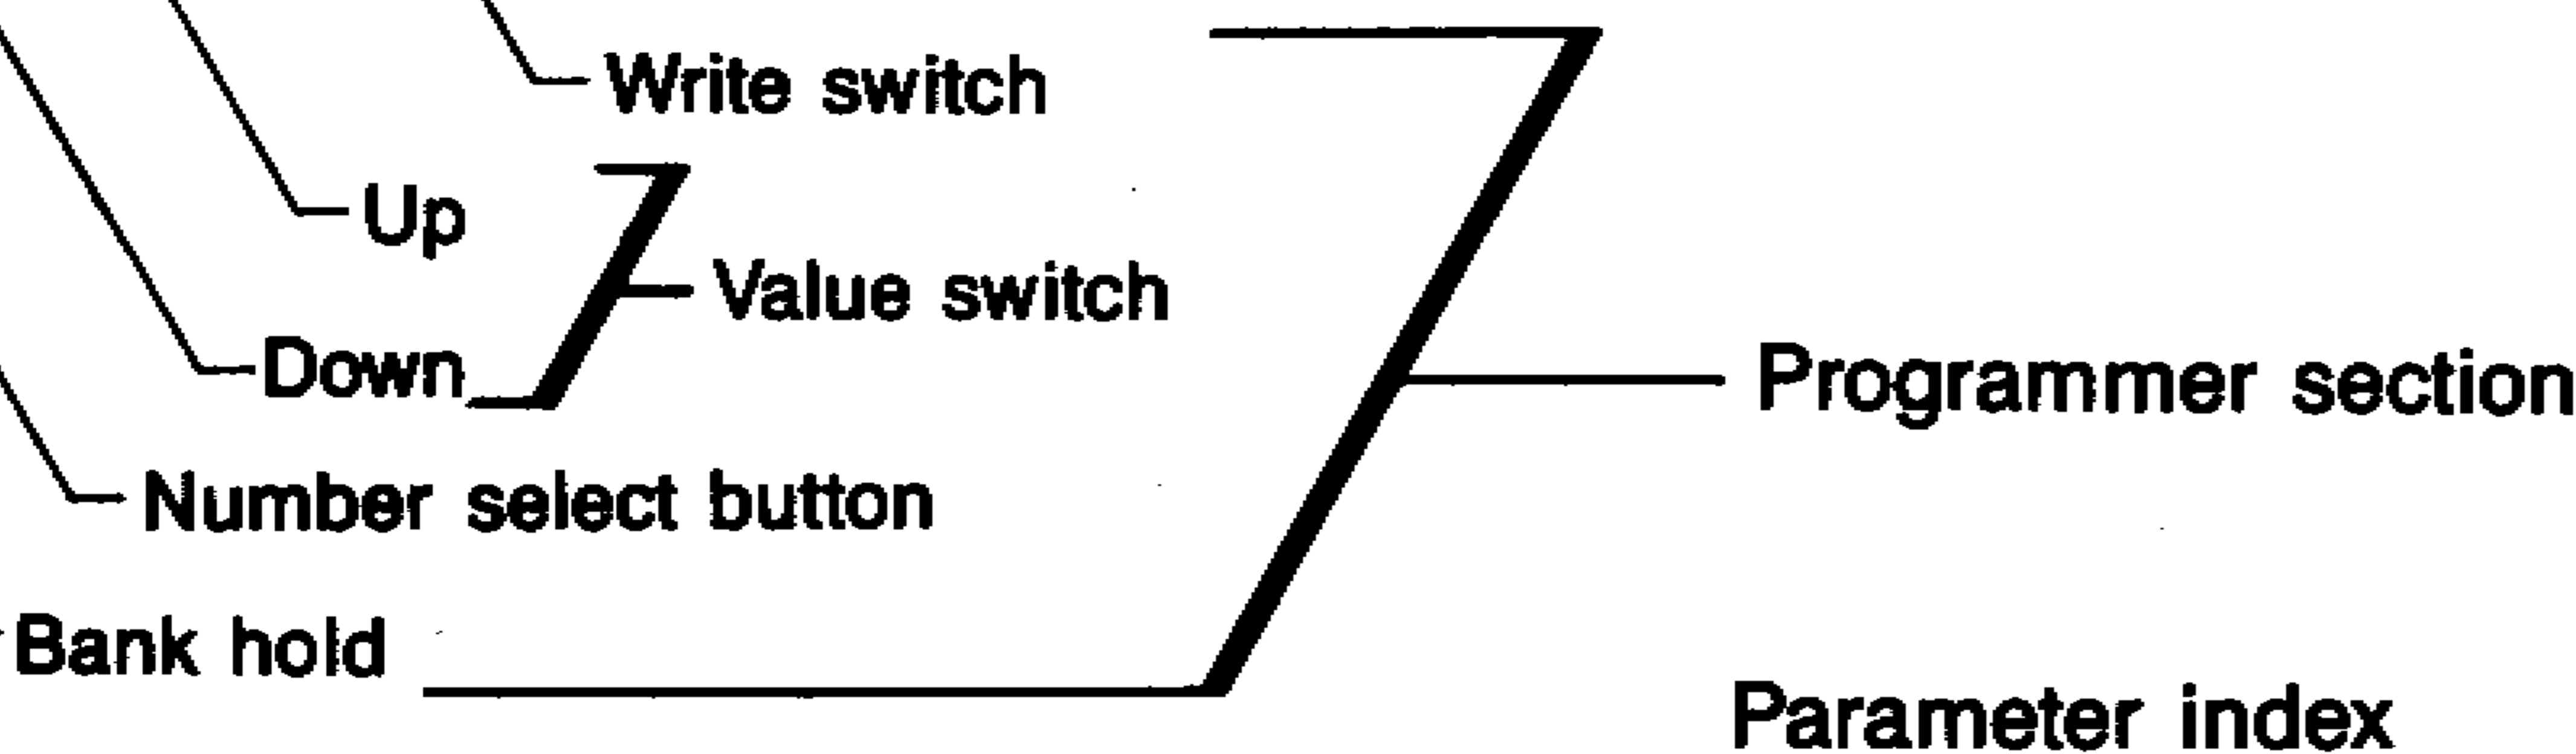 Write switch
Up
Value switch
Down
Programmer section
Number select button
Bank hold
Parameter index